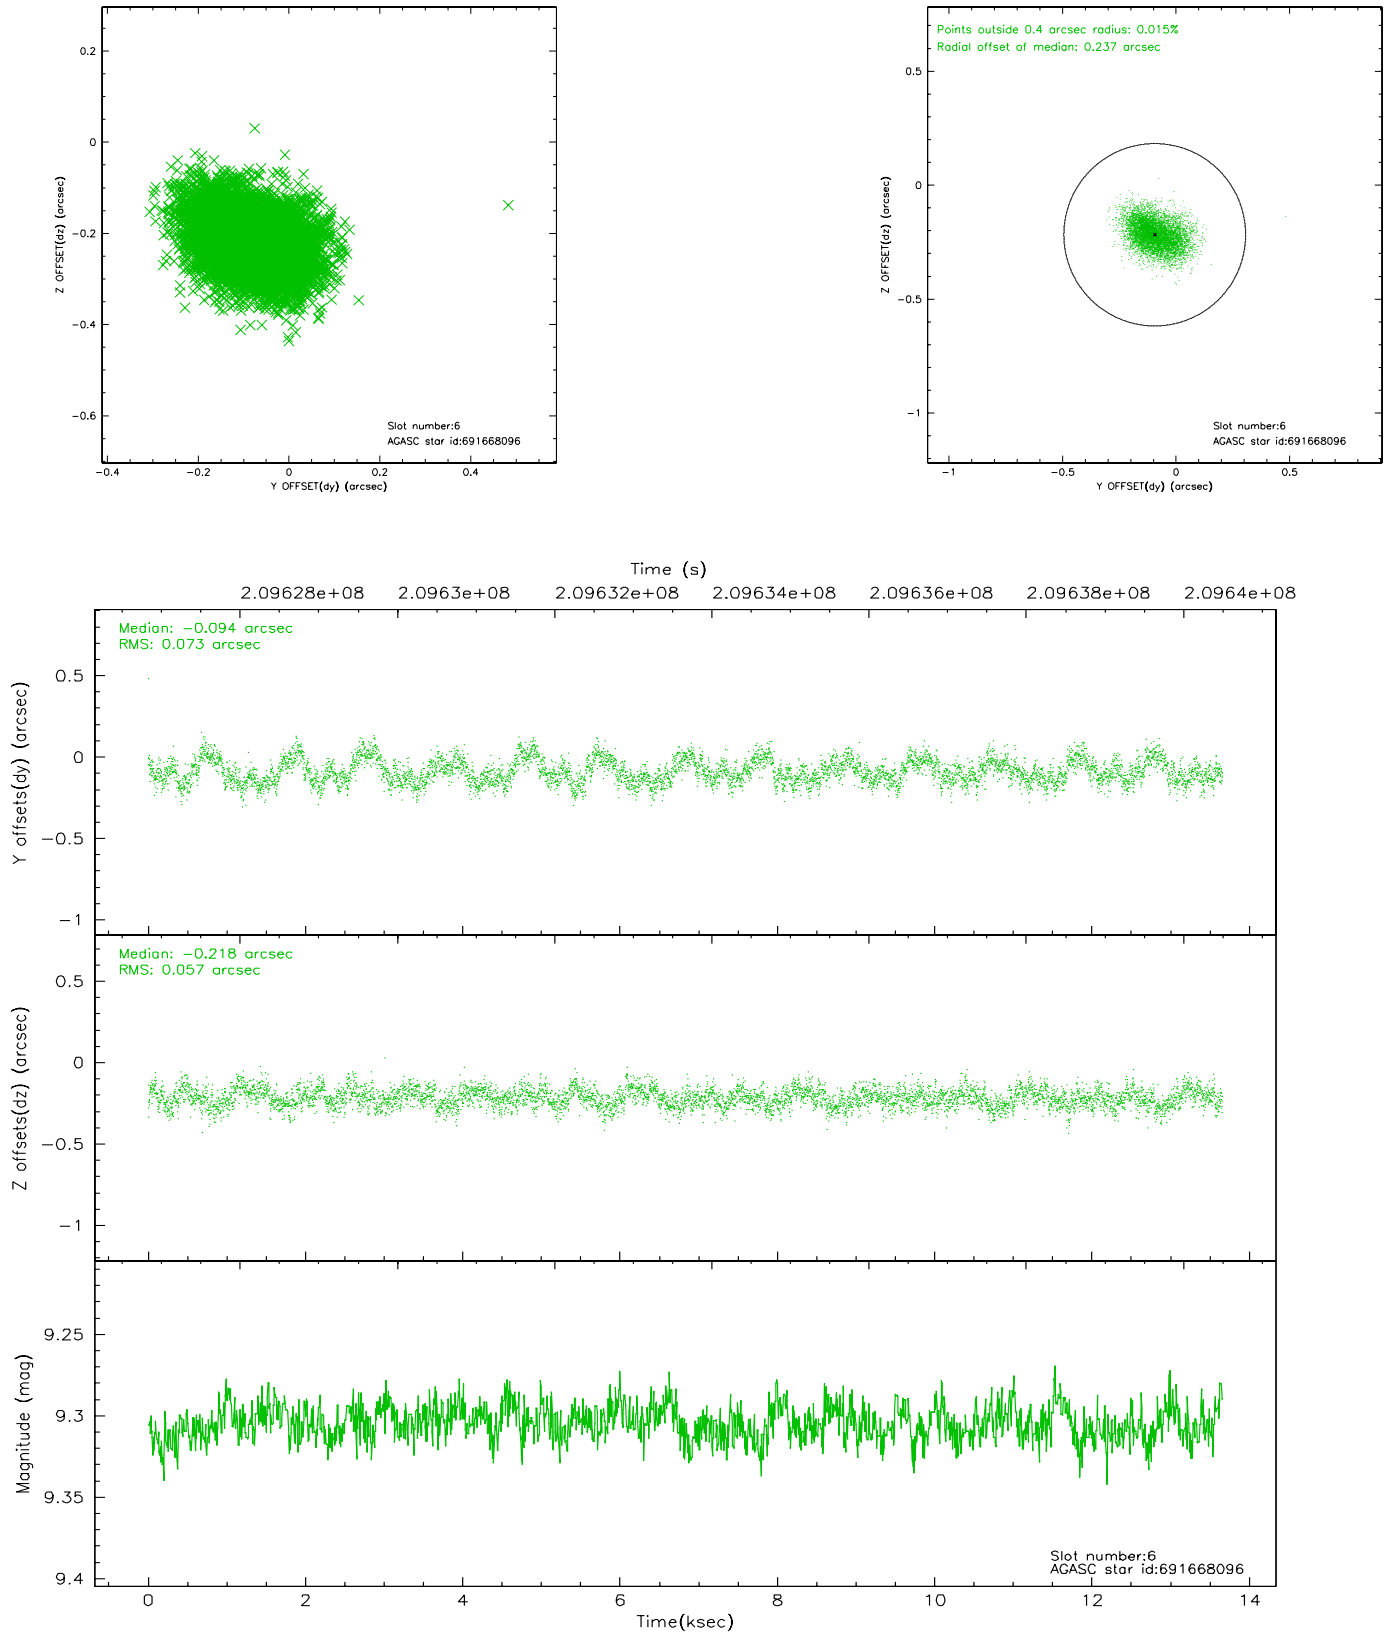 0.2
0
−0.2
−0.4
−0.6
Z OFFSET(dz) (arcsec)
Slot number:6
AGASC star id:691668096
−0.4 −0.2 0 0.2 0.4
Y OFFSET(dy) (arcsec)
Points outside 0.4 arcsec radius: 0.015%
Radial offset of median: 0.237 arcsec
0.5
0
−0.5
−1
Z OFFSET(dz) (arcsec)
Slot number:6
AGASC star id:691668096
−1 −0.5 0 0.5
Y OFFSET(dy) (arcsec)
Time (s)
2.09628e+08 2.0963e+08 2.09632e+08 2.09634e+08 2.09636e+08 2.09638e+08 2.0964e+08
Median: −0.094 arcsec
RMS: 0.073 arcsec
0.5
0
−0.5
−1
Y offsets(dy) (arcsec)
Median: −0.218 arcsec
RMS: 0.057 arcsec
0.5
0
−0.5
−1
Z offsets(dz) (arcsec)
9.25
9.3
9.35
9.4
Magnitude (mag)
Slot number:6
AGASC star id:691668096
0 2 4 6 8 10 12 14
Time(ksec)